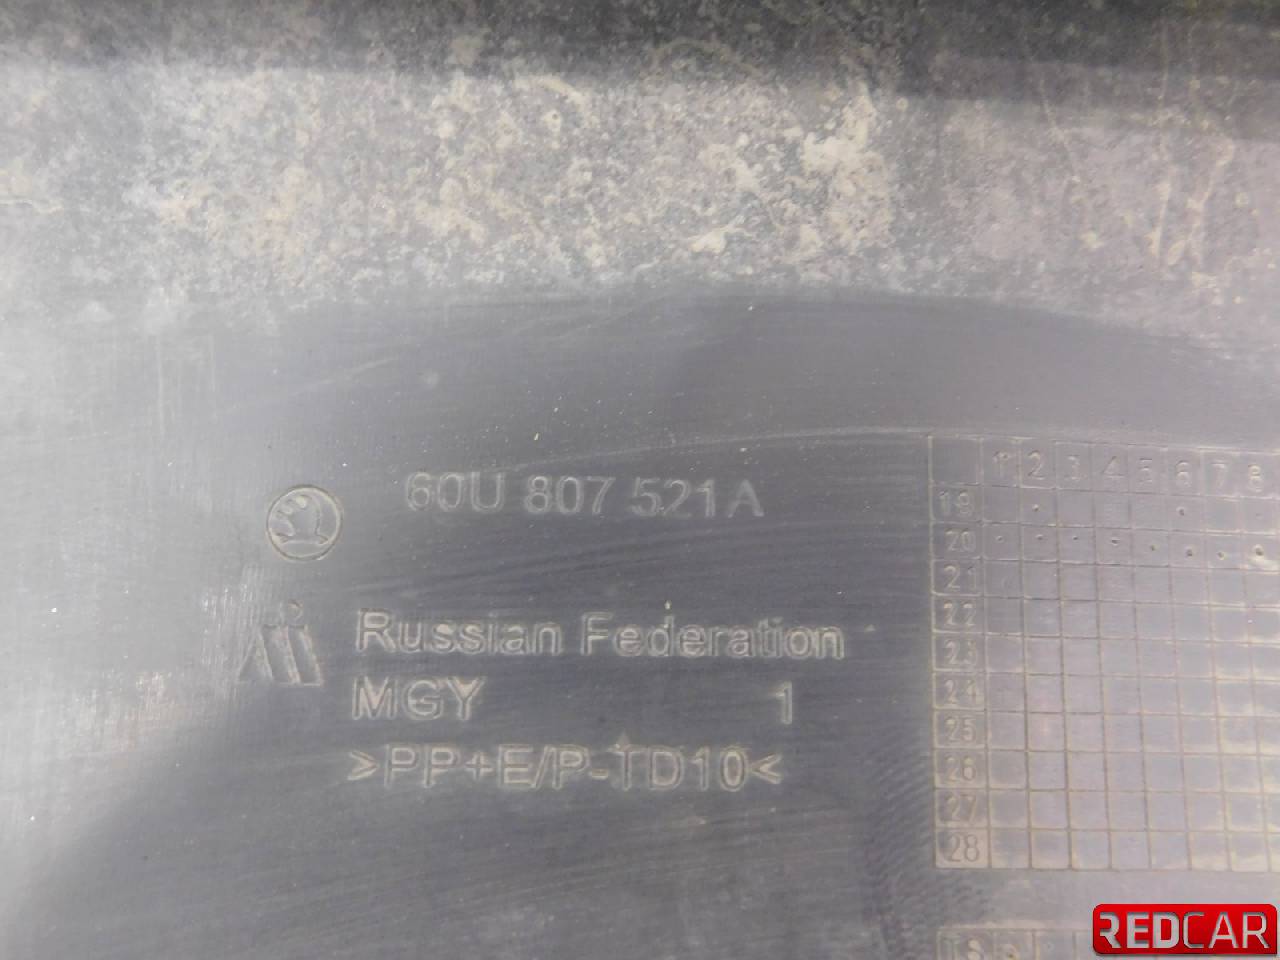 60U 807 521 A
Russian Federation
MGY 1
>PP+E/P-TD10<
1 2 3 4 5 6 7 8
19
20
21
22
23
24
25
26
27
28
REDCAR